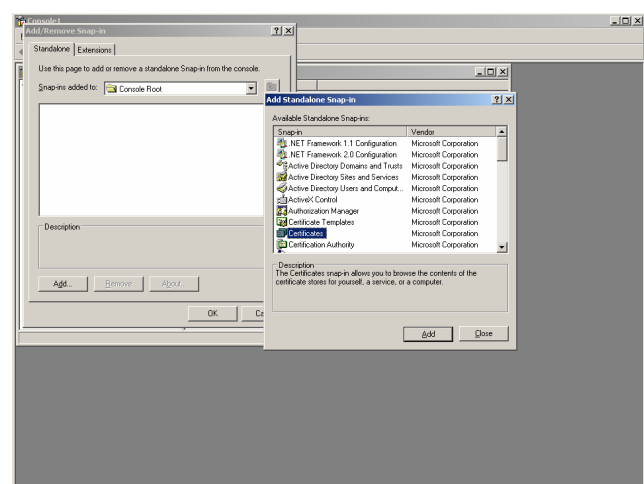 Console1
Add/Remove Snap-in
Standalone
Extensions
Use this page to add or remove a standalone Snap-in from the console.
Snap-ins added to:
Console Root
Description
Add...
Remove
About...
OK
Add Standalone Snap-in
Available Standalone Snap-ins:
Snap-in Vendor
.NET Framework 1.1 Configuration Microsoft Corporation
.NET Framework 2.0 Configuration Microsoft Corporation
Active Directory Domains and Trusts Microsoft Corporation
Active Directory Sites and Services Microsoft Corporation
Active Directory Users and Comput... Microsoft Corporation
ActiveX Control Microsoft Corporation
Authorization Manager Microsoft Corporation
Certificate Templates Microsoft Corporation
Certificates Microsoft Corporation
Certification Authority Microsoft Corporation
Description
The Certificates snap-in allows you to browse the contents of the
certificate stores for yourself, a service, or a computer.
Add
Close